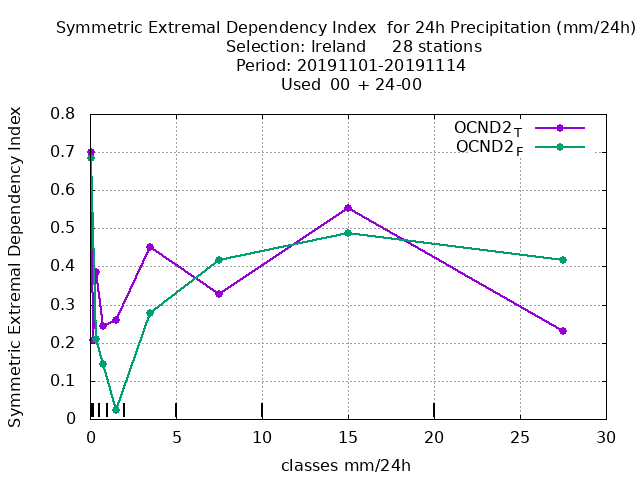 Symmetric Extremal Dependency Index  for 24h Precipitation (mm/24h)
Selection: Ireland     28 stations
Period: 20191101-20191114
Used  00 + 24-00
Symmetric Extremal Dependency Index
0.8
0.7
0.6
0.5
0.4
0.3
0.2
0.1
0
OCND2T
OCND2F
0 5 10 15 20 25 30
classes mm/24h